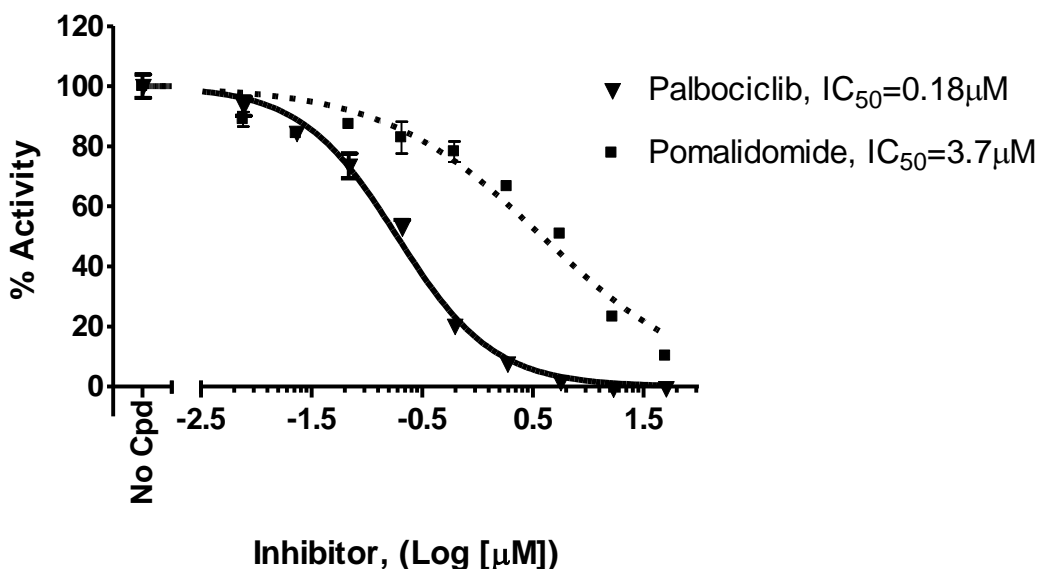 120
100
80
60
40
20
0
% Activity
No Cpd
-2.5 -1.5 -0.5 0.5 1.5
Inhibitor, (Log [μM])
Palbociclib, IC50=0.18μM
Pomalidomide, IC50=3.7μM